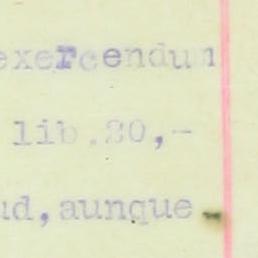 exercendum
lib.20,-
ud, aunque -